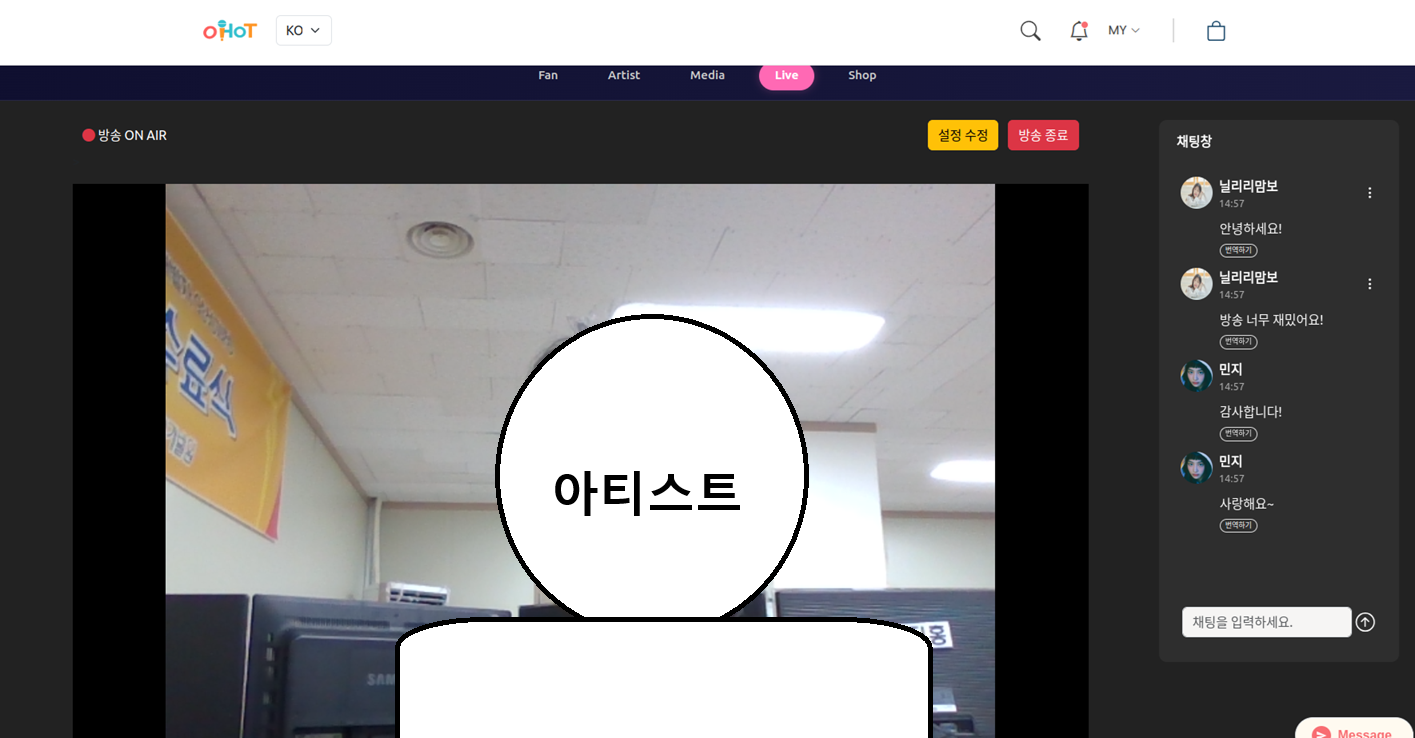 oHoT
KO
MY
Fan
Artist
Media
Live
Shop
방송 ON AIR
설정 수정
방송 종료
채팅창
닐리리맘보
14:57
안녕하세요!
번역하기
닐리리맘보
14:57
방송 너무 재밌어요!
번역하기
민지
14:57
감사합니다!
번역하기
민지
14:57
사랑해요~
번역하기
채팅을 입력하세요.
아티스트
Message